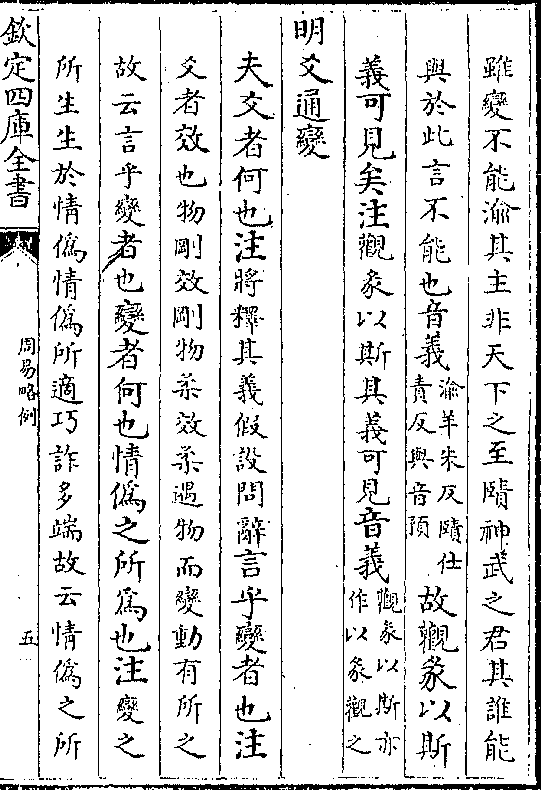 雖變不能渝其主非天下之至賾神武之君其誰能
與於此言不能也音義渝羊朱反賾仕
責反與音預
故觀象以斯
義可見矣注觀象以斯其義可見音義觀象以斯亦
作以象觀之
明爻通變
夫爻者何也注將釋其義假設問辭言乎變者也注
爻者效也物剛效剛物柔效柔遇物而變動有所之
故云言乎變者也變者何也情偽之所為也注變之
所生生於情偽情偽所適巧詐多端故云情偽之所
欽定四庫全書
周易略例
五